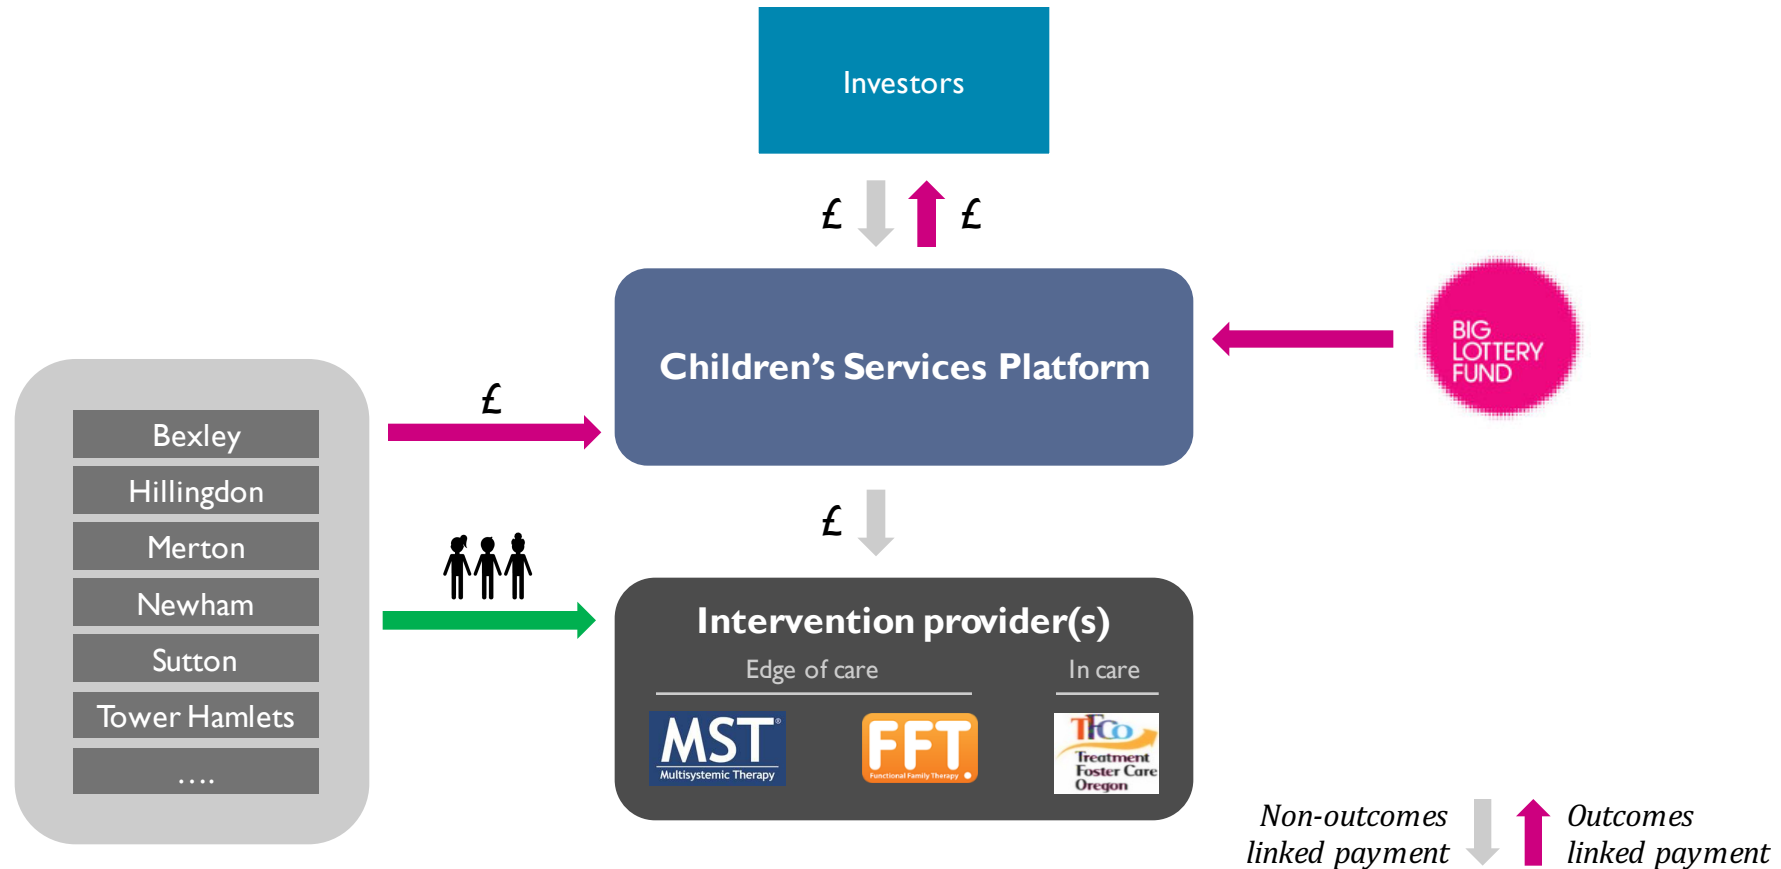 Investors
£
£
Children's Services Platform
BIG
LOTTERY
FUND
£
Bexley
Hillingdon
Merton
Newham
Sutton
Tower Hamlets
....
£
Intervention provider(s)
Edge of care
In care
MST®
Multisystemic Therapy
FFT
Functional Family Therapy
TFCO
Treatment
Foster Care
Oregon
Non-outcomes
linked payment
Outcomes
linked payment